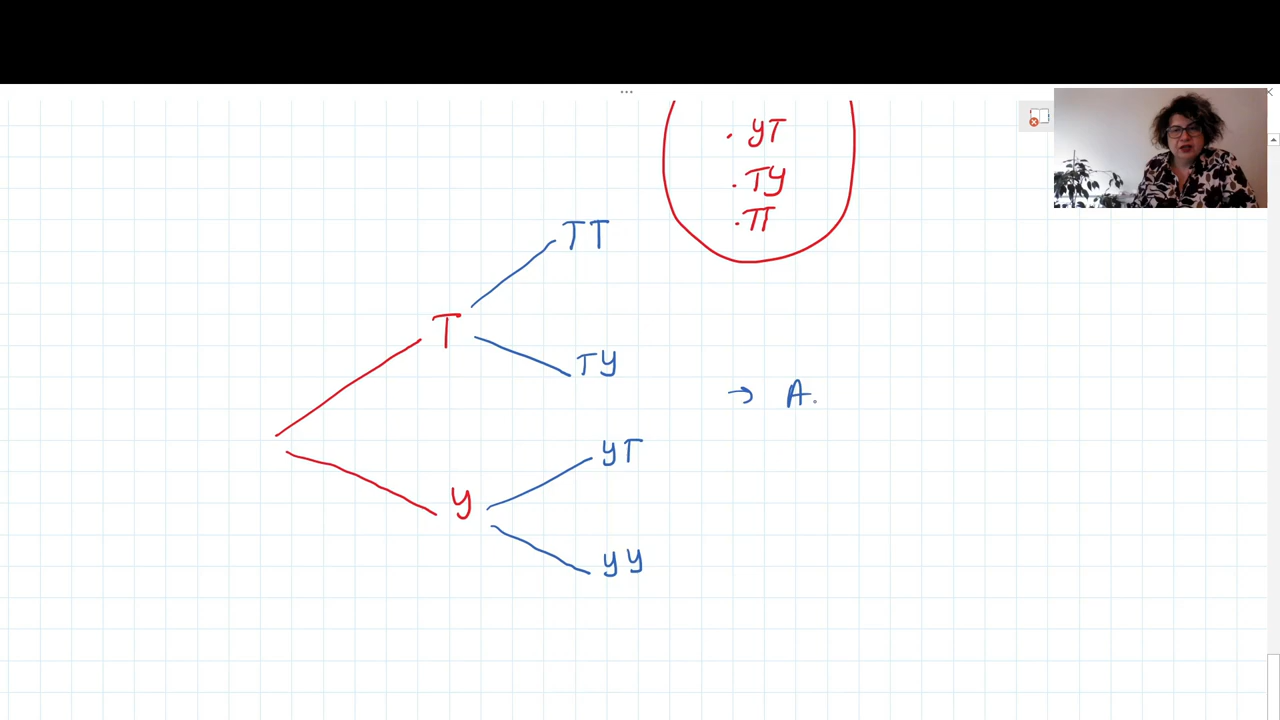 . YT
. TY
. TT
TT
T
TY
→ A.
YT
Y
YY